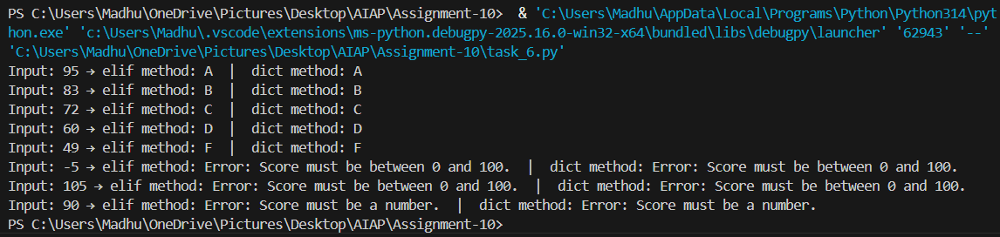 PS C:\Users\Madhu\OneDrive\Pictures\Desktop\AIAP\Assignment-10>  & 'C:\Users\Madhu\AppData\Local\Programs\Python\Python314\pyt
hon.exe' 'c:\Users\Madhu\.vscode\extensions\ms-python.debugpy-2025.16.0-win32-x64\bundled\libs\debugpy\launcher' '62943' '--'
'C:\Users\Madhu\OneDrive\Pictures\Desktop\AIAP\Assignment-10\task_6.py'
Input: 95 → elif method: A  |  dict method: A
Input: 83 → elif method: B  |  dict method: B
Input: 72 → elif method: C  |  dict method: C
Input: 60 → elif method: D  |  dict method: D
Input: 49 → elif method: F  |  dict method: F
Input: -5 → elif method: Error: Score must be between 0 and 100.  |  dict method: Error: Score must be between 0 and 100.
Input: 105 → elif method: Error: Score must be between 0 and 100.  |  dict method: Error: Score must be between 0 and 100.
Input: 90 → elif method: Error: Score must be a number.  |  dict method: Error: Score must be a number.
PS C:\Users\Madhu\OneDrive\Pictures\Desktop\AIAP\Assignment-10>